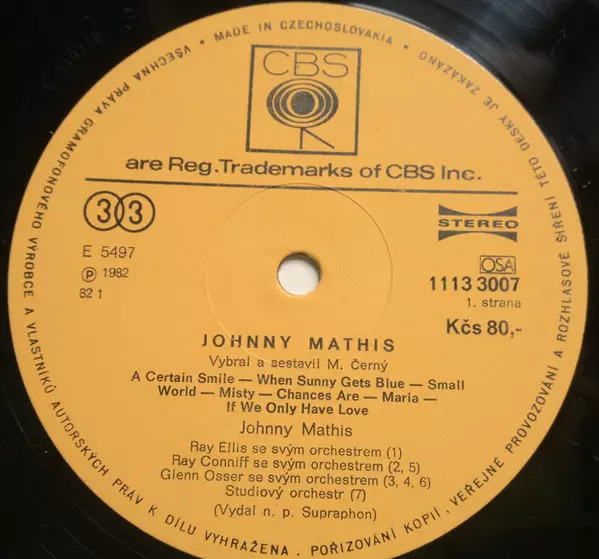 VŠECHNA PRÁVA GRAMOFONOVÉHO VÝROBCE A VLASTNÍKŮ AUTORSKÝCH PRÁV K DÍLU VYHRAŽENA. POŘIZOVÁNÍ KOPIÍ, VEŘEJNÉ PROVOZOVÁNÍ A ROZHLASOVÉ ŠÍŘENÍ TÉTO DESKY JE ZAKÁZÁNO
• MADE IN CZECHOSLOVAKIA •
CBS
are Reg.Trademarks of CBS Inc.
33
STEREO
E 5497
℗ 1982
82 1
OSA
1113 3007
1. strana
Kčs 80,-
JOHNNY MATHIS
Vybral a sestavil M. Černý
A Certain Smile — When Sunny Gets Blue — Small
World — Misty — Chances Are — Maria —
If We Only Have Love
Johnny Mathis
Ray Ellis se svým orchestrem (1)
Ray Conniff se svým orchestrem (2, 5)
Glenn Osser se svým orchestrem (3, 4, 6)
Studiový orchestr (7)
(Vydal n. p. Supraphon)